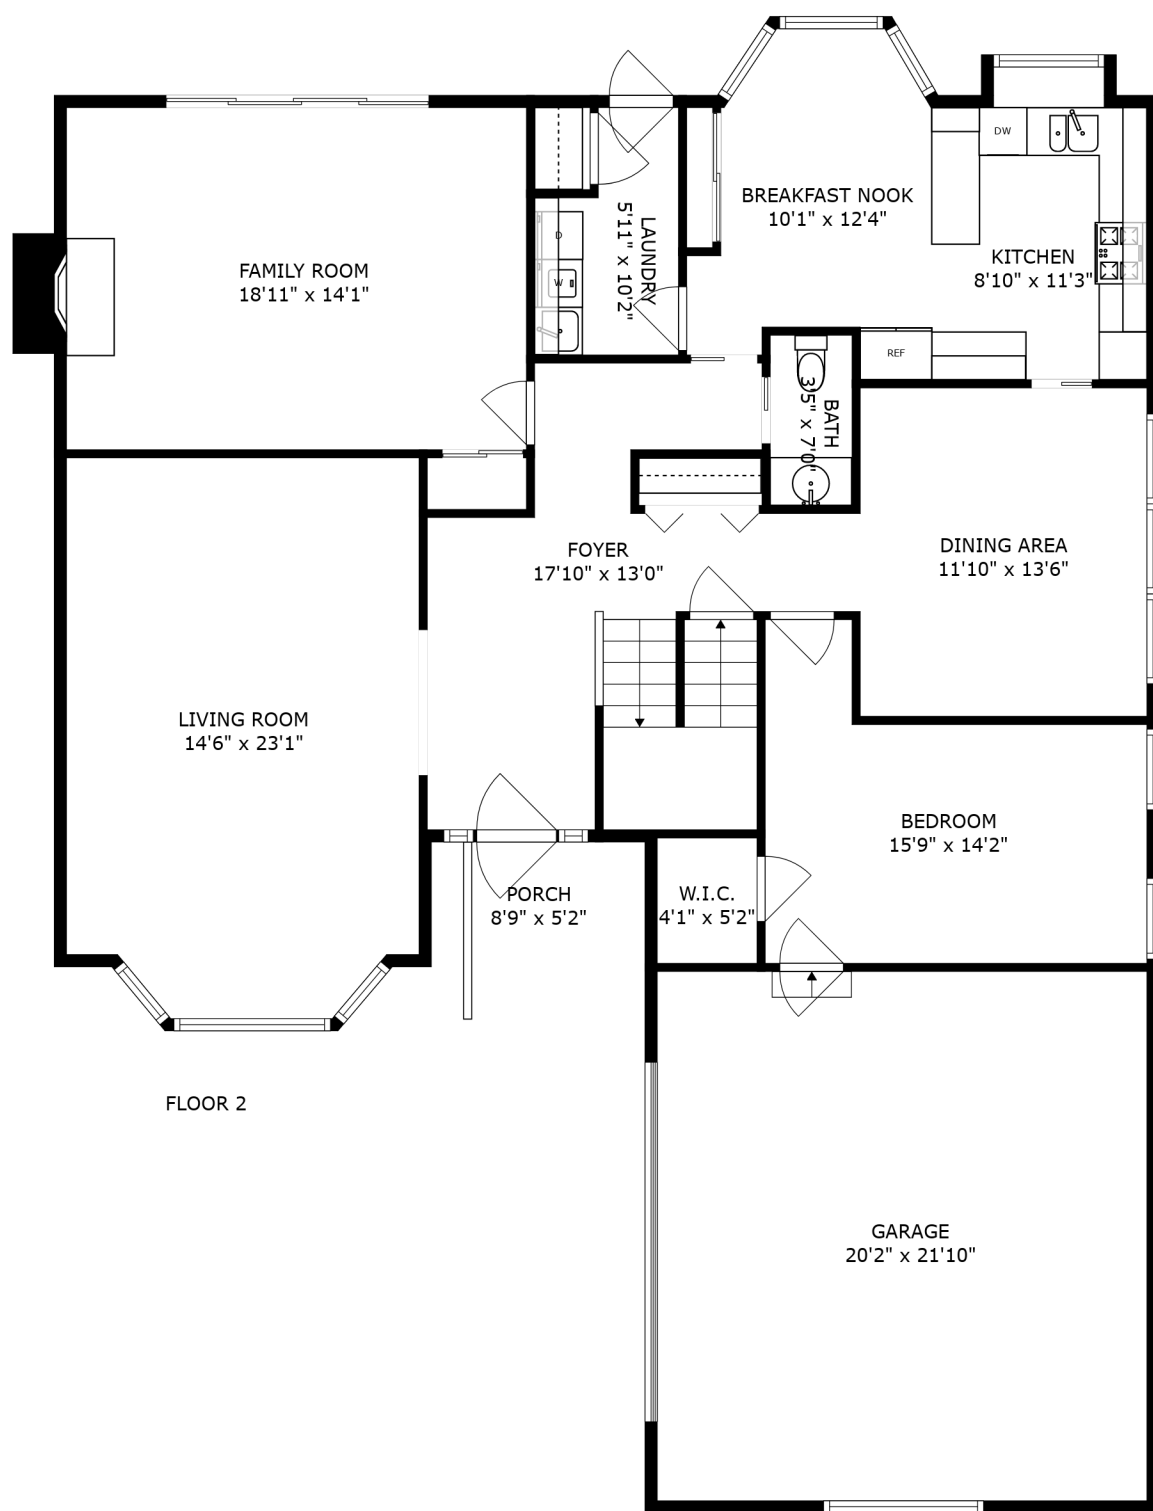 BREAKFAST NOOK
10'1" x 12'4"
DW
KITCHEN
8'10" x 11'3"
REF
FAMILY ROOM
18'11" x 14'1"
LAUNDRY
5'11" x 10'2"
D
W
BATH
3'5" x 7'0"
FOYER
17'10" x 13'0"
DINING AREA
11'10" x 13'6"
LIVING ROOM
14'6" x 23'1"
BEDROOM
15'9" x 14'2"
PORCH
8'9" x 5'2"
W.I.C.
4'1" x 5'2"
FLOOR 2
GARAGE
20'2" x 21'10"